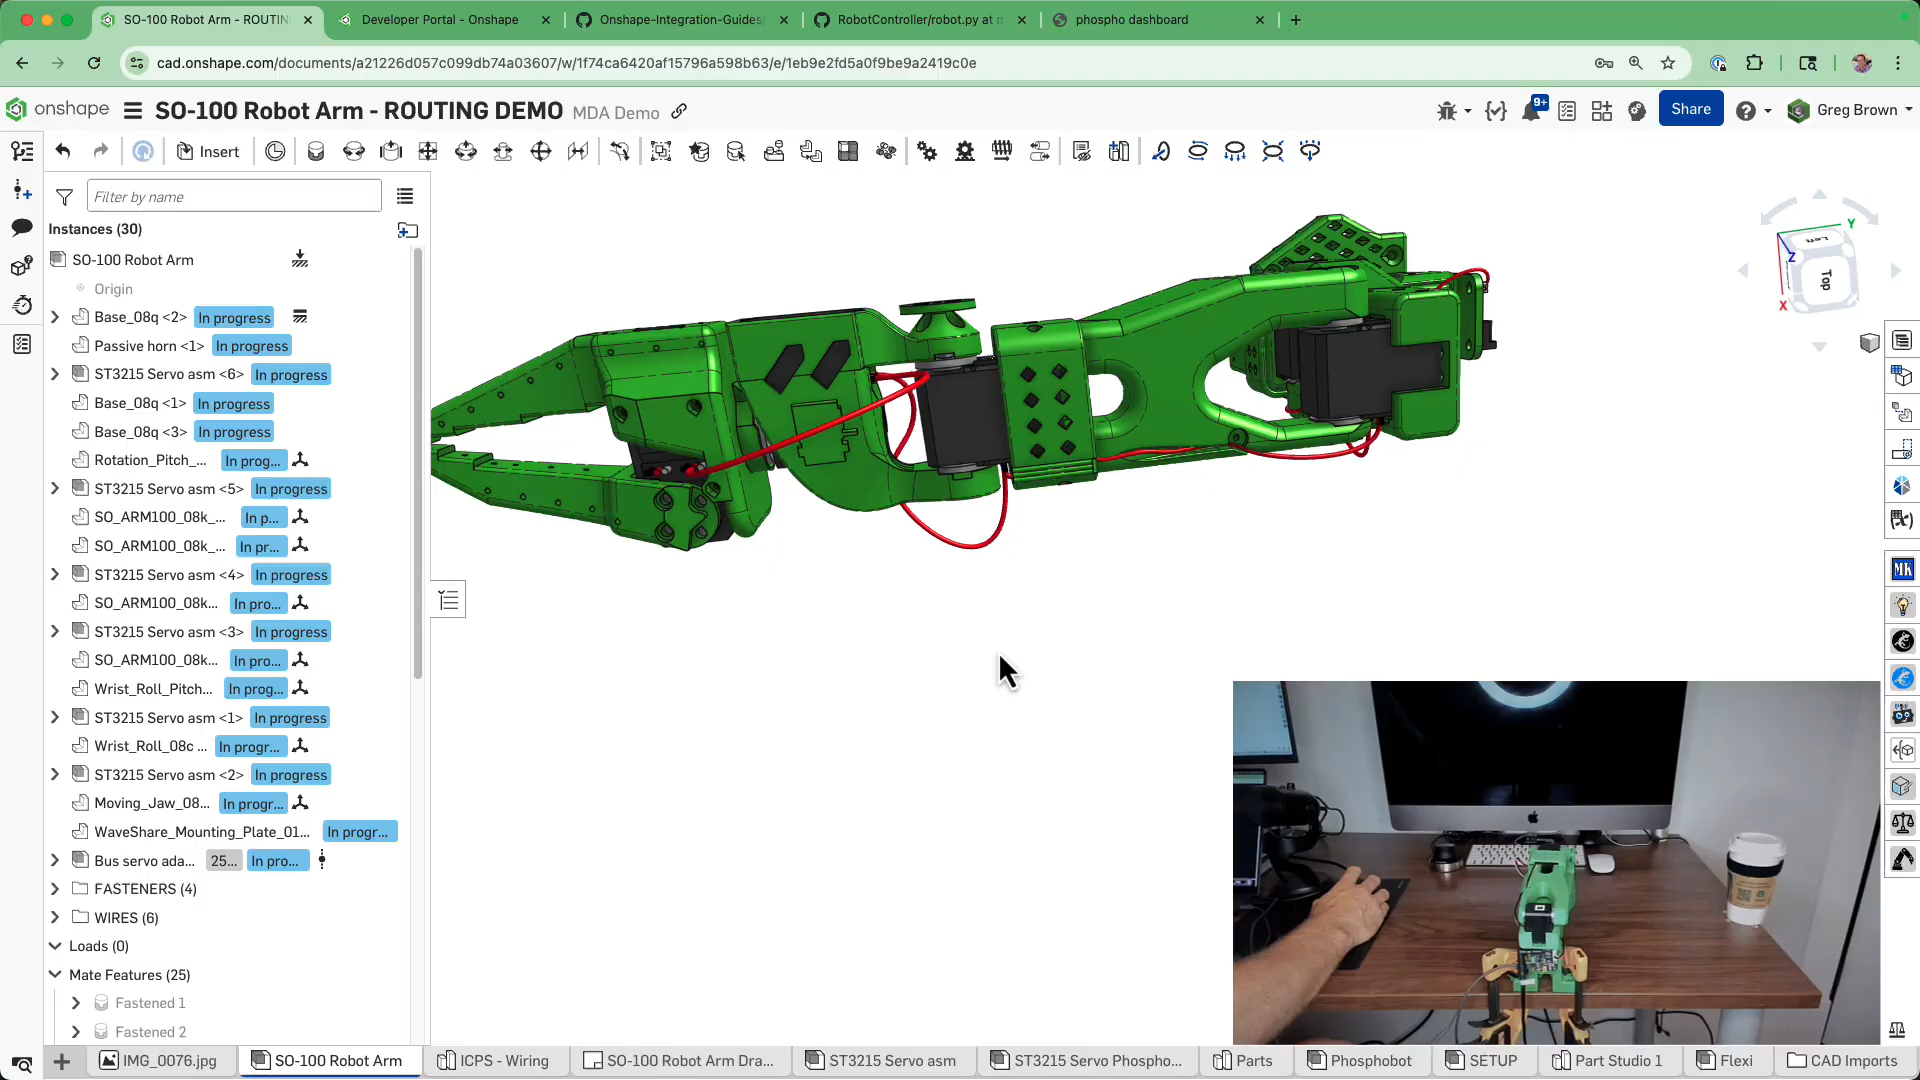 SO-100 Robot Arm - ROUTIN
Developer Portal - Onshape
Onshape-Integration-Guides/
RobotController/robot.py at m
phospho dashboard
cad.onshape.com/documents/a21226d057c099db74a03607/w/1f74ca6420af15796a598b63/e/1eb9e2fd5a0f9be9a2419c0e
onshape
SO-100 Robot Arm - ROUTING DEMO
MDA Demo
9+
Share
Greg Brown
Insert
Filter by name
Instances (30)
SO-100 Robot Arm
Origin
Base_08q <2> In progress
Passive horn <1> In progress
ST3215 Servo asm <6> In progress
Base_08q <1> In progress
Base_08q <3> In progress
Rotation_Pitch_... In prog...
ST3215 Servo asm <5> In progress
SO_ARM100_08k_... In p...
SO_ARM100_08k_... In pr...
ST3215 Servo asm <4> In progress
SO_ARM100_08k... In pro...
ST3215 Servo asm <3> In progress
SO_ARM100_08k... In pro...
Wrist_Roll_Pitch... In prog...
ST3215 Servo asm <1> In progress
Wrist_Roll_08c ... In progr...
ST3215 Servo asm <2> In progress
Moving_Jaw_08... In progr...
WaveShare_Mounting_Plate_01... In progr...
Bus servo ada... 25... In pro...
FASTENERS (4)
WIRES (6)
Loads (0)
Mate Features (25)
Fastened 1
Fastened 2
Left
Top
X
Y
Z
MK
IMG_0076.jpg
SO-100 Robot Arm
ICPS - Wiring
SO-100 Robot Arm Dra...
ST3215 Servo asm
ST3215 Servo Phospho...
Parts
Phosphobot
SETUP
Part Studio 1
Flexi
CAD Imports